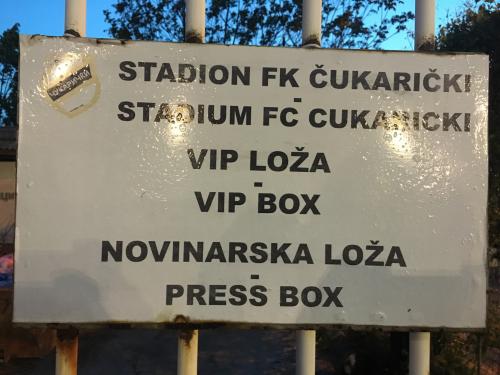 STADION FK ČUKARIČKI
-
STADIUM FC CUKARICKI
VIP LOŽA
-
VIP BOX
NOVINARSKA LOŽA
-
PRESS BOX